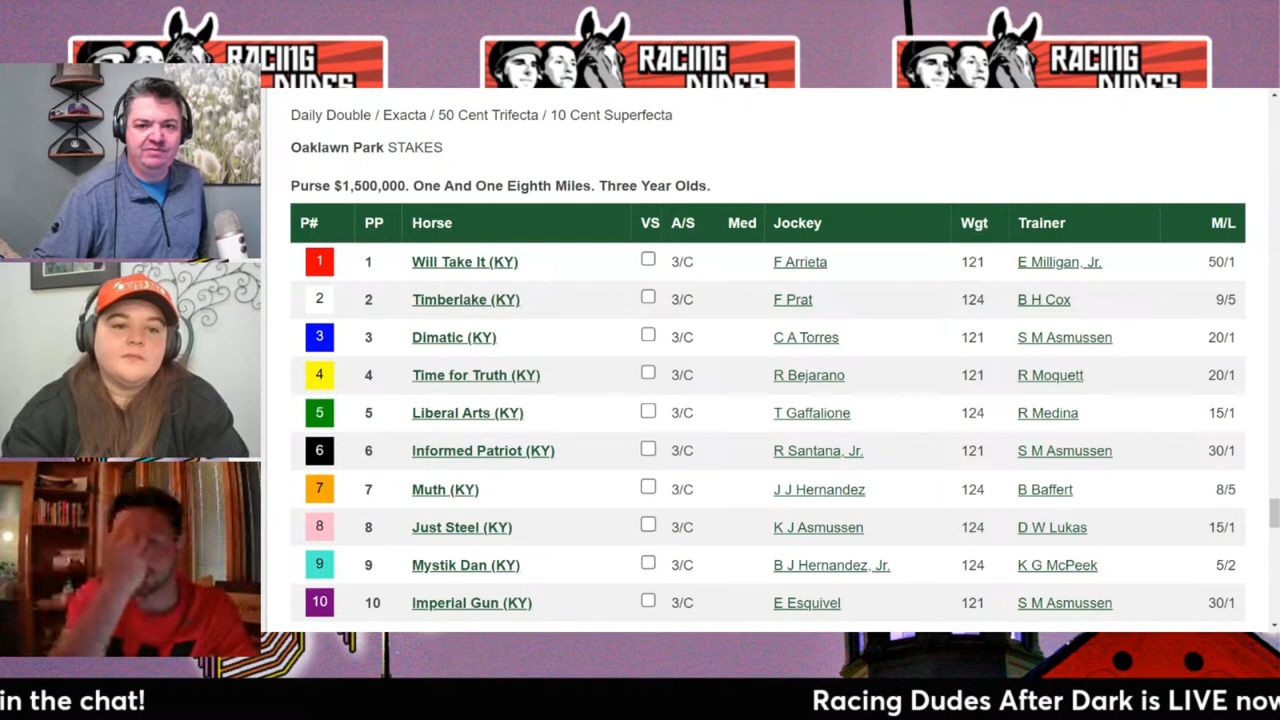 RACING
DUDES
RACING
DUDES
RACING
DUDES
Daily Double / Exacta / 50 Cent Trifecta / 10 Cent Superfecta
Oaklawn Park STAKES
Purse $1,500,000. One And One Eighth Miles. Three Year Olds.
P# PP Horse VS A/S Med Jockey Wgt Trainer M/L
1 1 Will Take It (KY) 3/C F Arrieta 121 E Milligan, Jr. 50/1
2 2 Timberlake (KY) 3/C F Prat 124 B H Cox 9/5
3 3 Dimatic (KY) 3/C C A Torres 121 S M Asmussen 20/1
4 4 Time for Truth (KY) 3/C R Bejarano 121 R Moquett 20/1
5 5 Liberal Arts (KY) 3/C T Gaffalione 124 R Medina 15/1
6 6 Informed Patriot (KY) 3/C R Santana, Jr. 121 S M Asmussen 30/1
7 7 Muth (KY) 3/C J J Hernandez 124 B Baffert 8/5
8 8 Just Steel (KY) 3/C K J Asmussen 124 D W Lukas 15/1
9 9 Mystik Dan (KY) 3/C B J Hernandez, Jr. 124 K G McPeek 5/2
10 10 Imperial Gun (KY) 3/C E Esquivel 121 S M Asmussen 30/1
in the chat! Racing Dudes After Dark is LIVE now